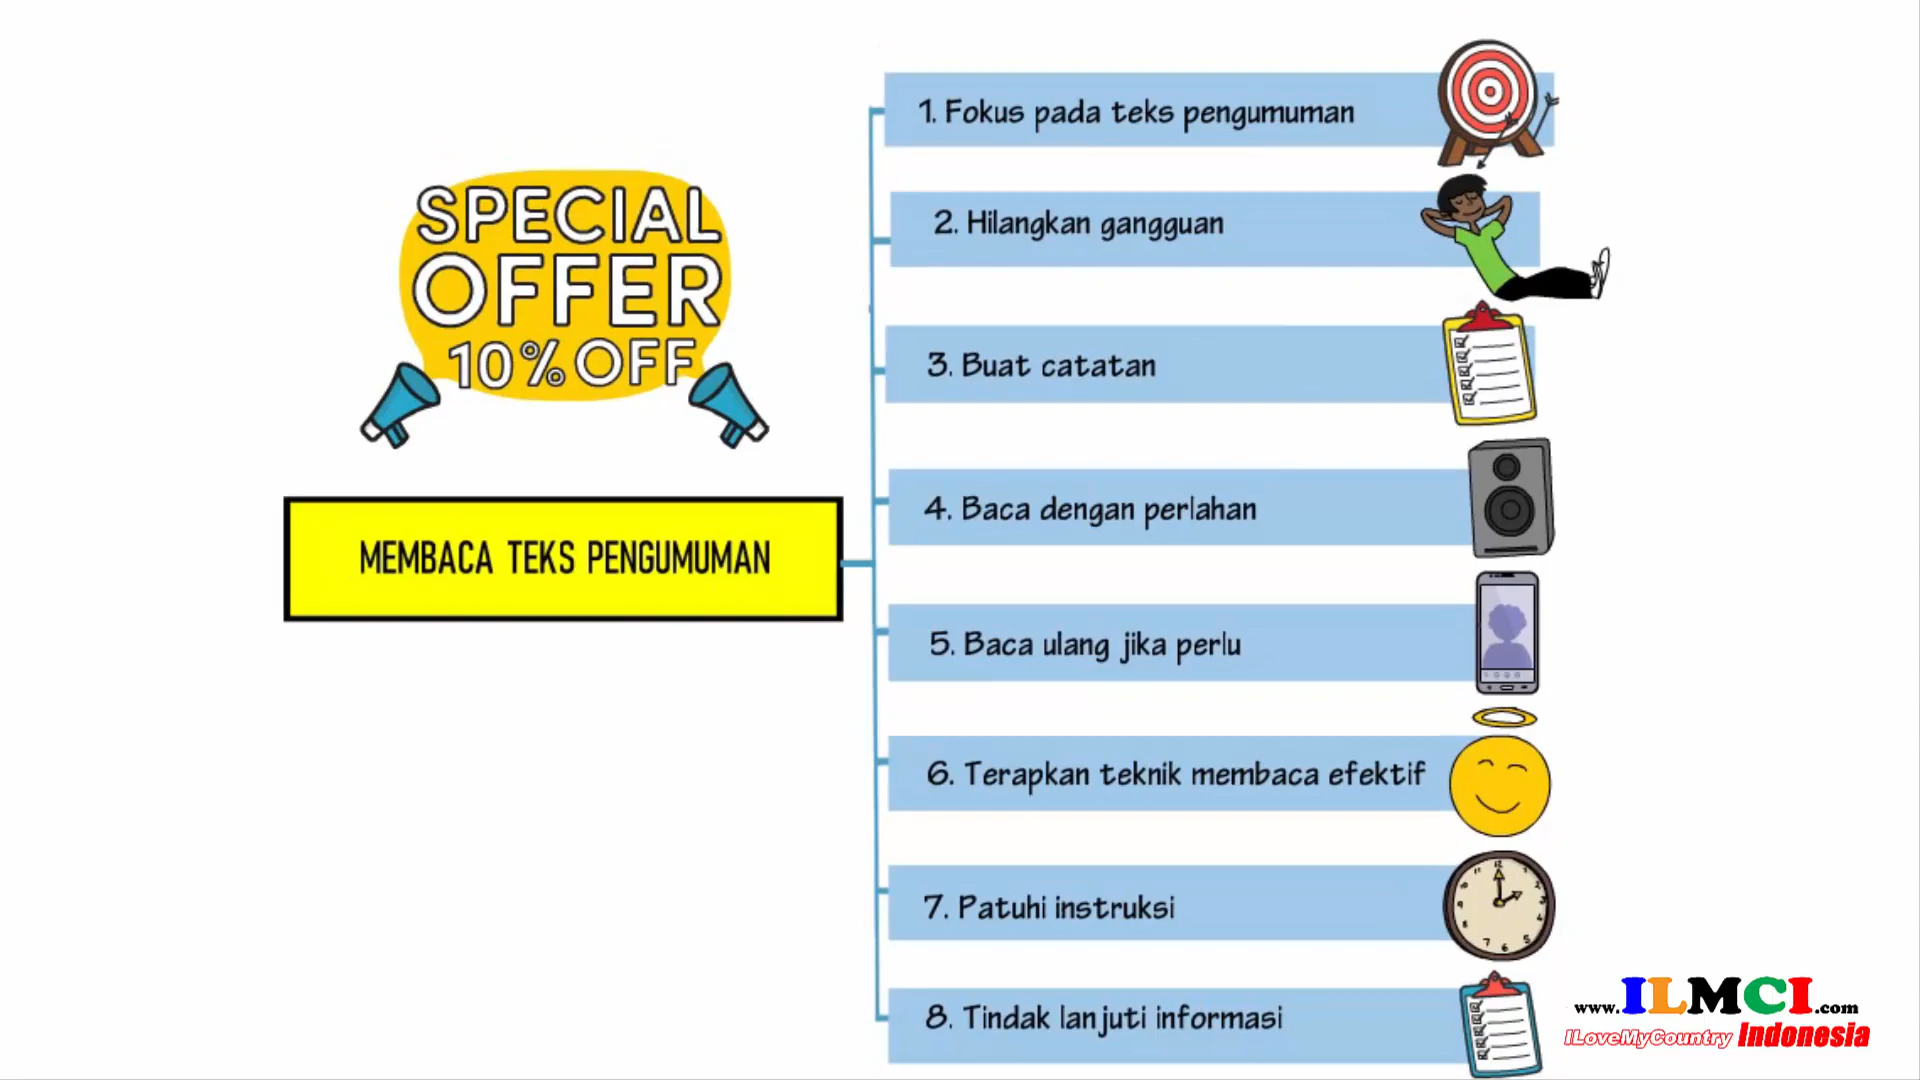 SPECIAL
OFFER
10% OFF
MEMBACA TEKS PENGUMUMAN
1. Fokus pada teks pengumuman
2. Hilangkan gangguan
3. Buat catatan
4. Baca dengan perlahan
5. Baca ulang jika perlu
6. Terapkan teknik membaca efektif
7. Patuhi instruksi
8. Tindak lanjuti informasi
www.ILMCI.com
ILoveMyCountry Indonesia